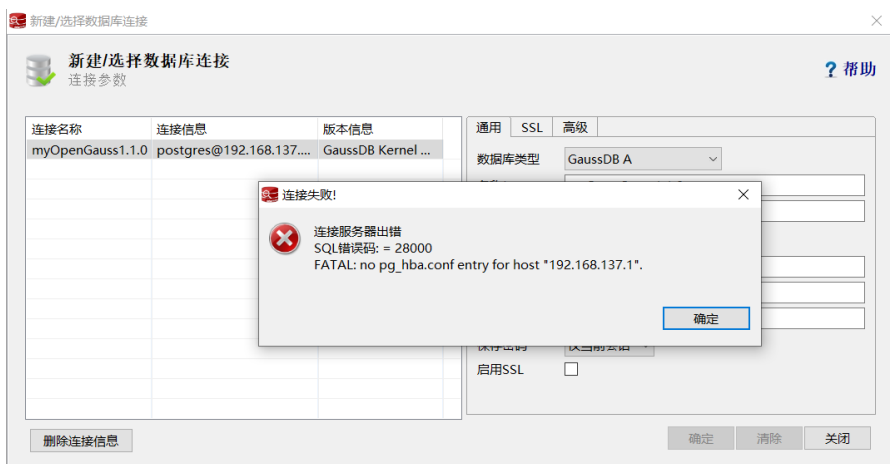 新建/选择数据库连接
新建/选择数据库连接
连接参数
帮助
连接名称 连接信息 版本信息
myOpenGauss1.1.0 postgres@192.168.137.... GaussDB Kernel ...
通用 SSL 高级
数据库类型 GaussDB A
连接失败!
连接服务器出错
SQL错误码: = 28000
FATAL: no pg_hba.conf entry for host "192.168.137.1".
确定
启用SSL
删除连接信息
确定 清除 关闭